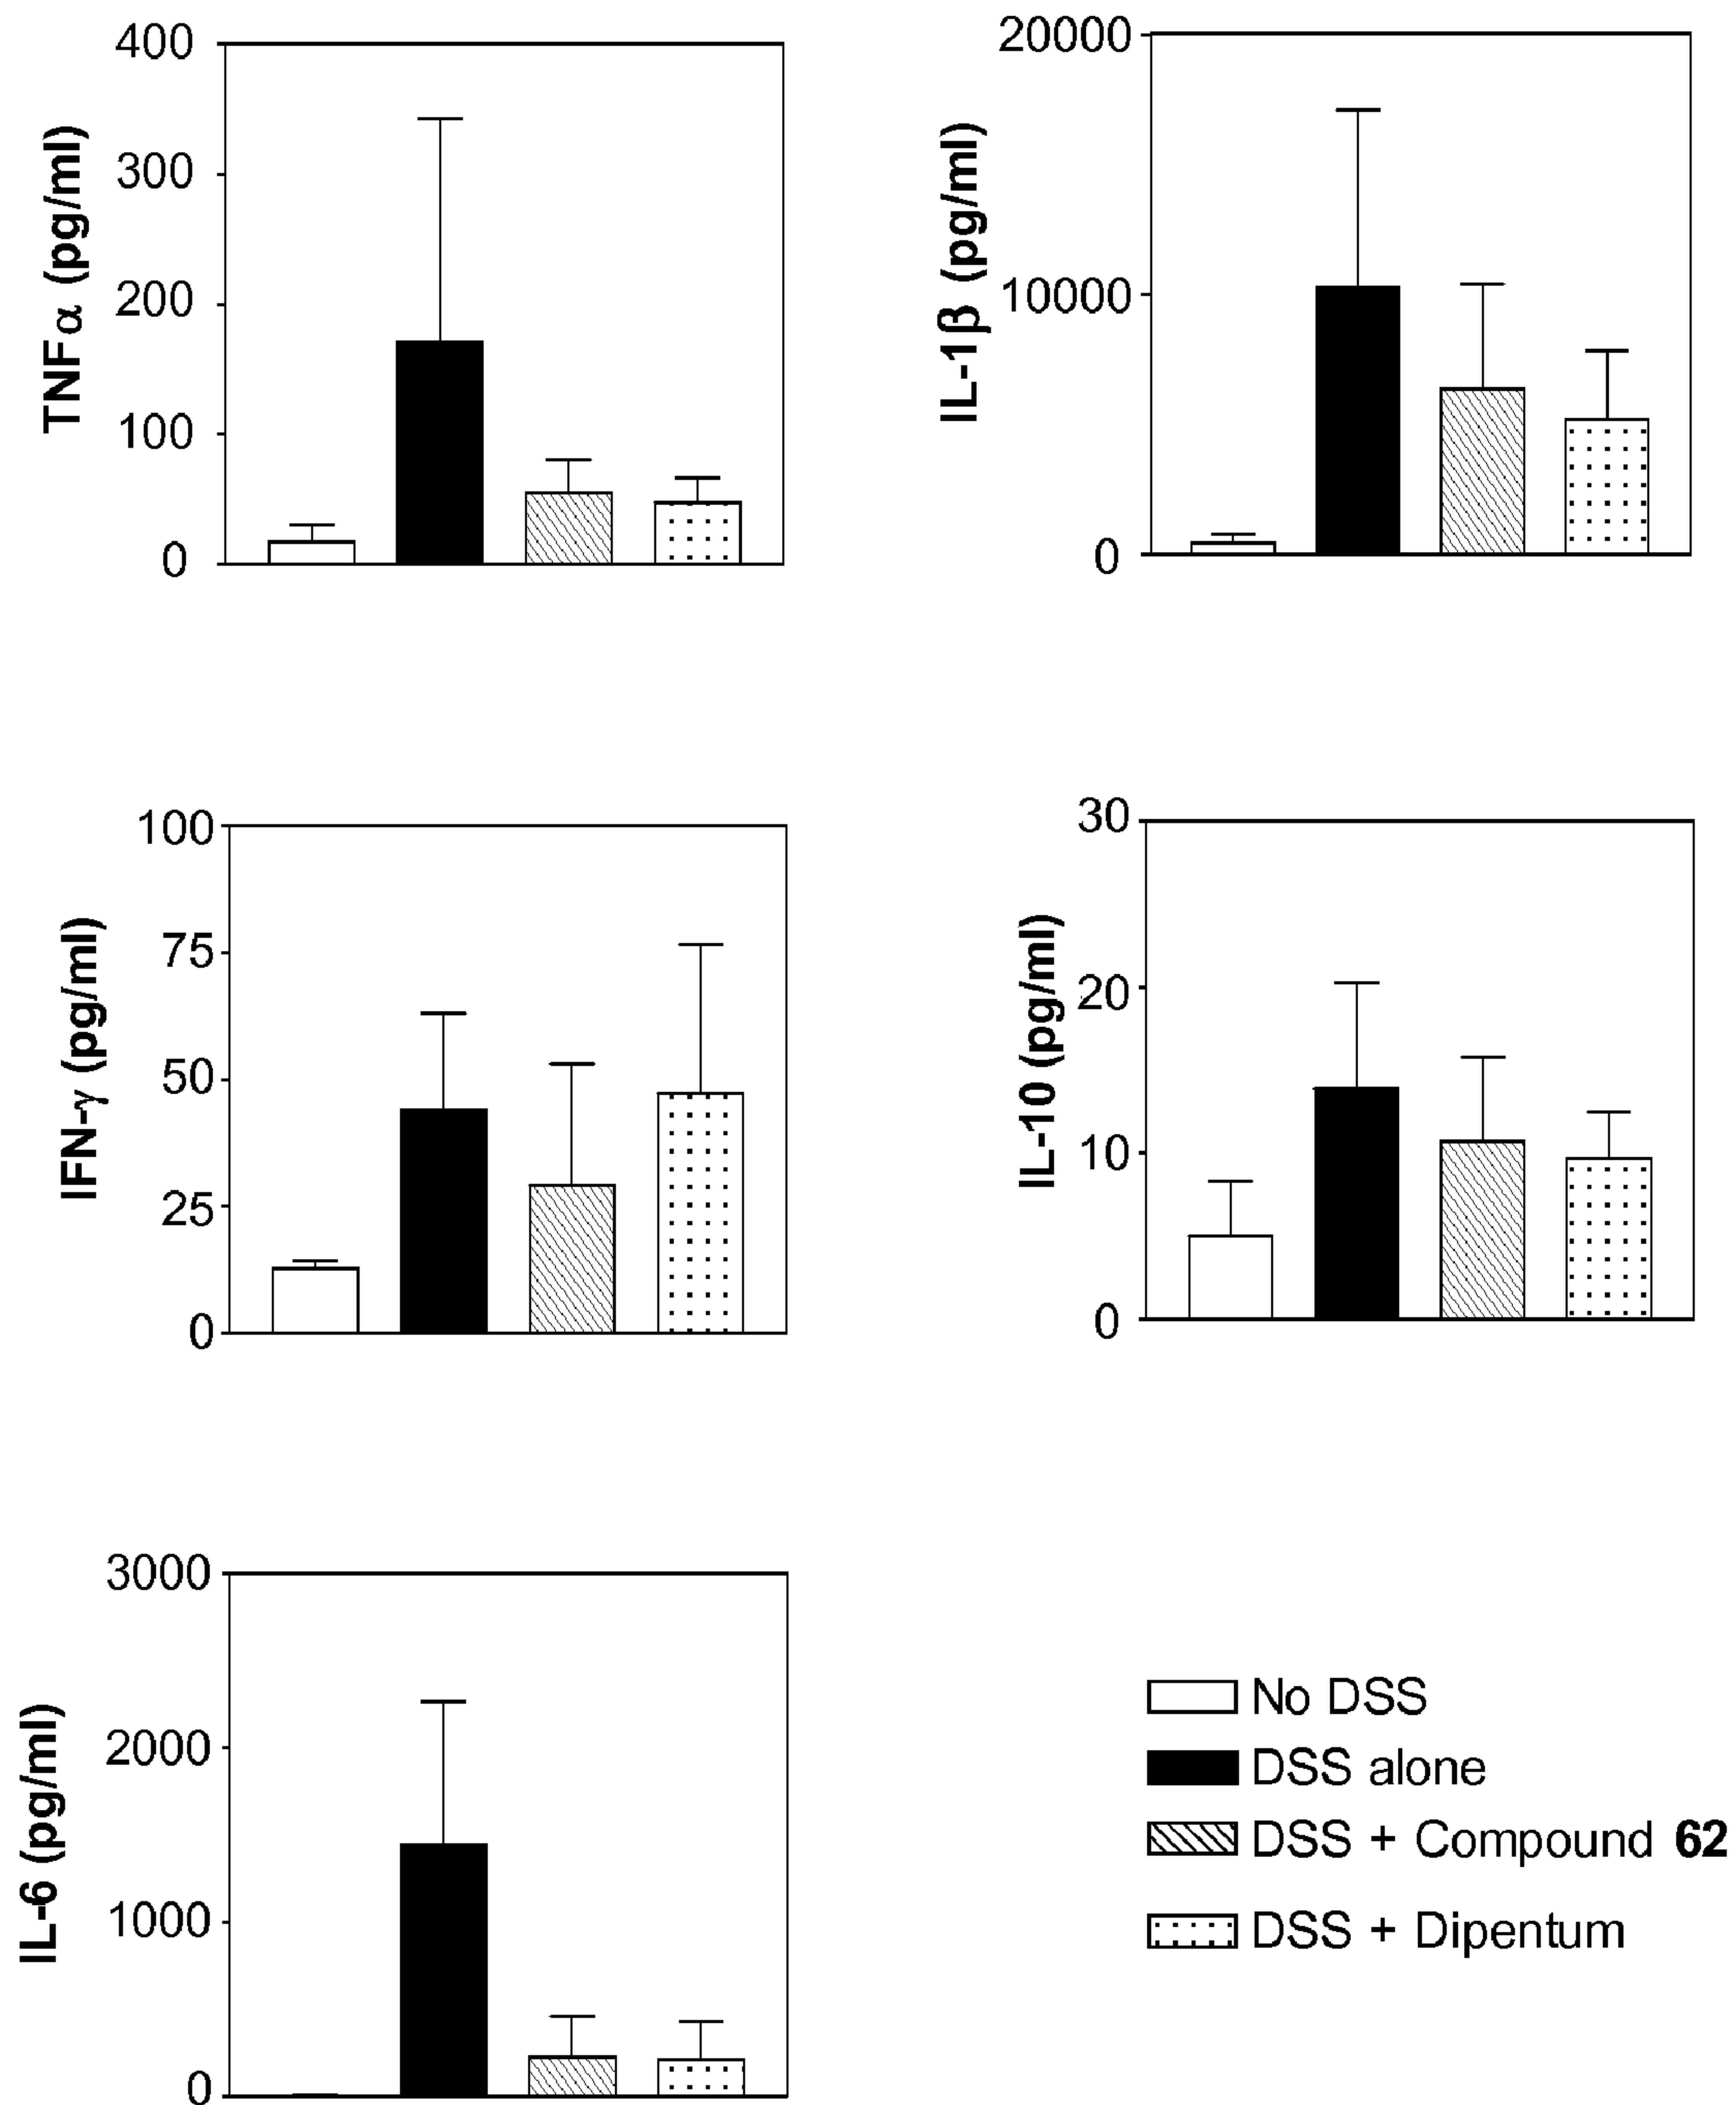 TNFα (pg/ml)
400
300
200
100
0
IL-1β (pg/ml)
20000
10000
0
IFN-γ (pg/ml)
100
75
50
25
0
IL-10 (pg/ml)
30
20
10
0
IL-6 (pg/ml)
3000
2000
1000
0
No DSS
DSS alone
DSS + Compound 62
DSS + Dipentum